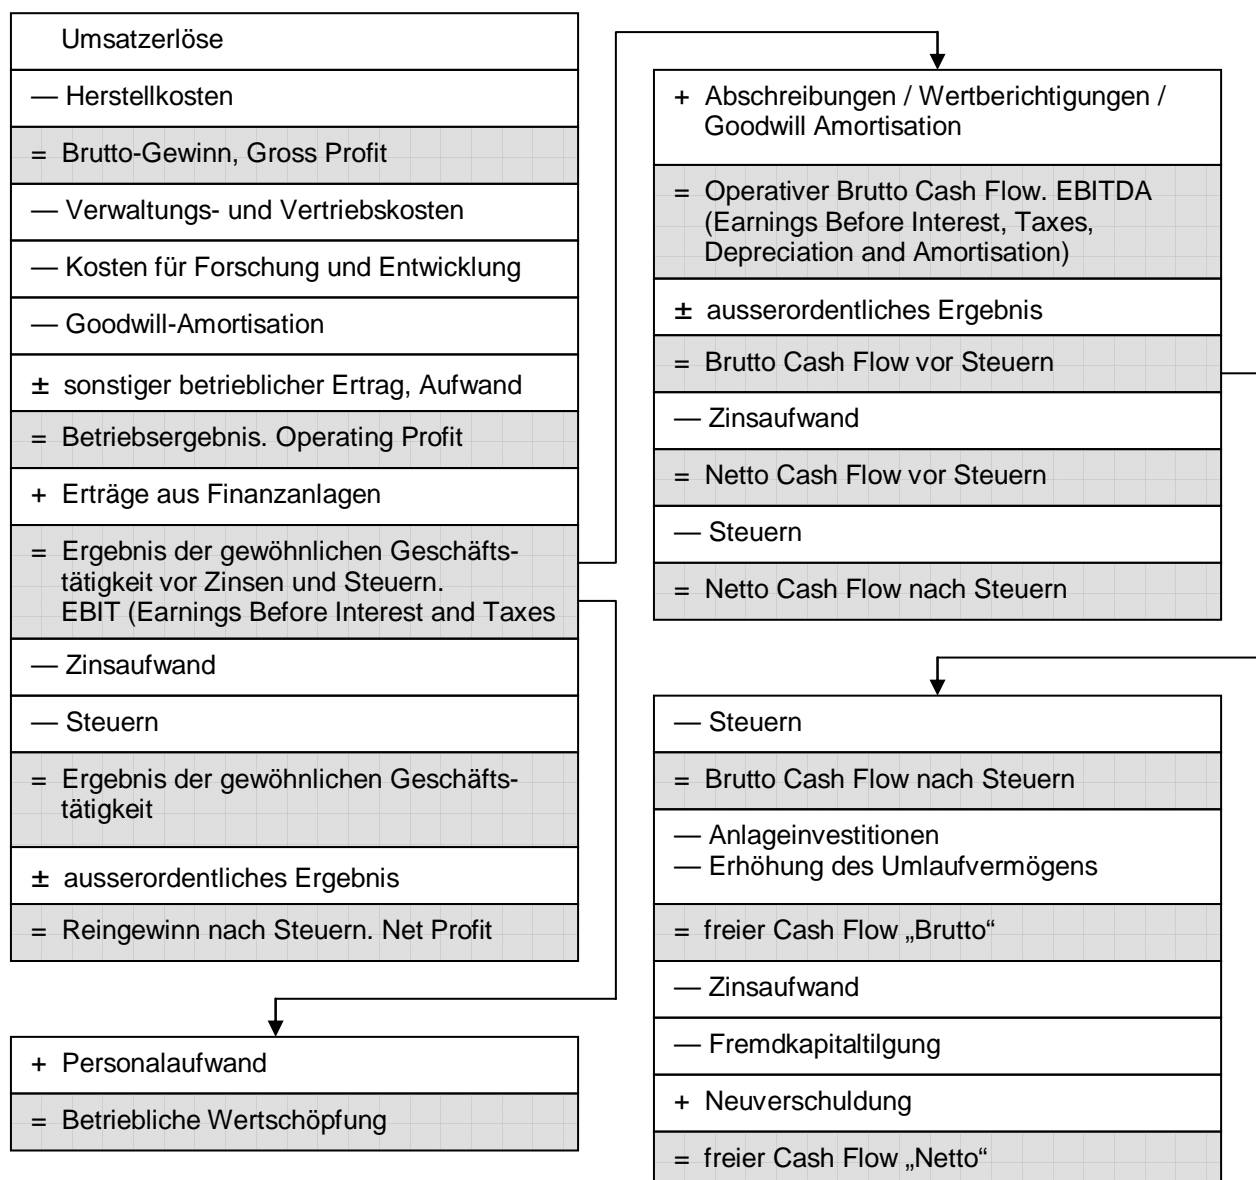 Umsatzerlöse
— Herstellkosten
= Brutto-Gewinn, Gross Profit
— Verwaltungs- und Vertriebskosten
— Kosten für Forschung und Entwicklung
— Goodwill-Amortisation
± sonstiger betrieblicher Ertrag, Aufwand
= Betriebsergebnis. Operating Profit
+ Erträge aus Finanzanlagen
= Ergebnis der gewöhnlichen Geschäfts-
tätigkeit vor Zinsen und Steuern.
EBIT (Earnings Before Interest and Taxes
— Zinsaufwand
— Steuern
= Ergebnis der gewöhnlichen Geschäfts-
tätigkeit
± ausserordentliches Ergebnis
= Reingewinn nach Steuern. Net Profit
+ Personalaufwand
= Betriebliche Wertschöpfung
+ Abschreibungen / Wertberichtigungen /
Goodwill Amortisation
= Operativer Brutto Cash Flow. EBITDA
(Earnings Before Interest, Taxes,
Depreciation and Amortisation)
± ausserordentliches Ergebnis
= Brutto Cash Flow vor Steuern
— Zinsaufwand
= Netto Cash Flow vor Steuern
— Steuern
= Netto Cash Flow nach Steuern
— Steuern
= Brutto Cash Flow nach Steuern
— Anlageinvestitionen
— Erhöhung des Umlaufvermögens
= freier Cash Flow „Brutto“
— Zinsaufwand
— Fremdkapitaltilgung
+ Neuverschuldung
= freier Cash Flow „Netto“